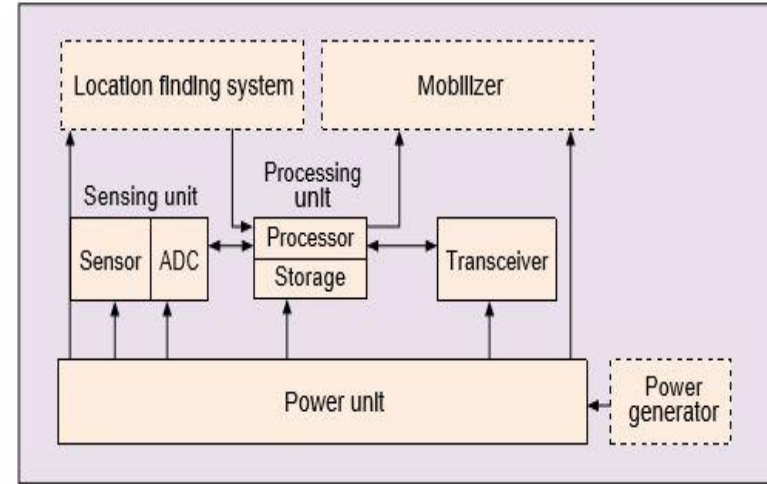 Location finding system
Mobilizer
Sensing unit
Processing
unit
Sensor
ADC
Processor
Storage
Transceiver
Power unit
Power
generator